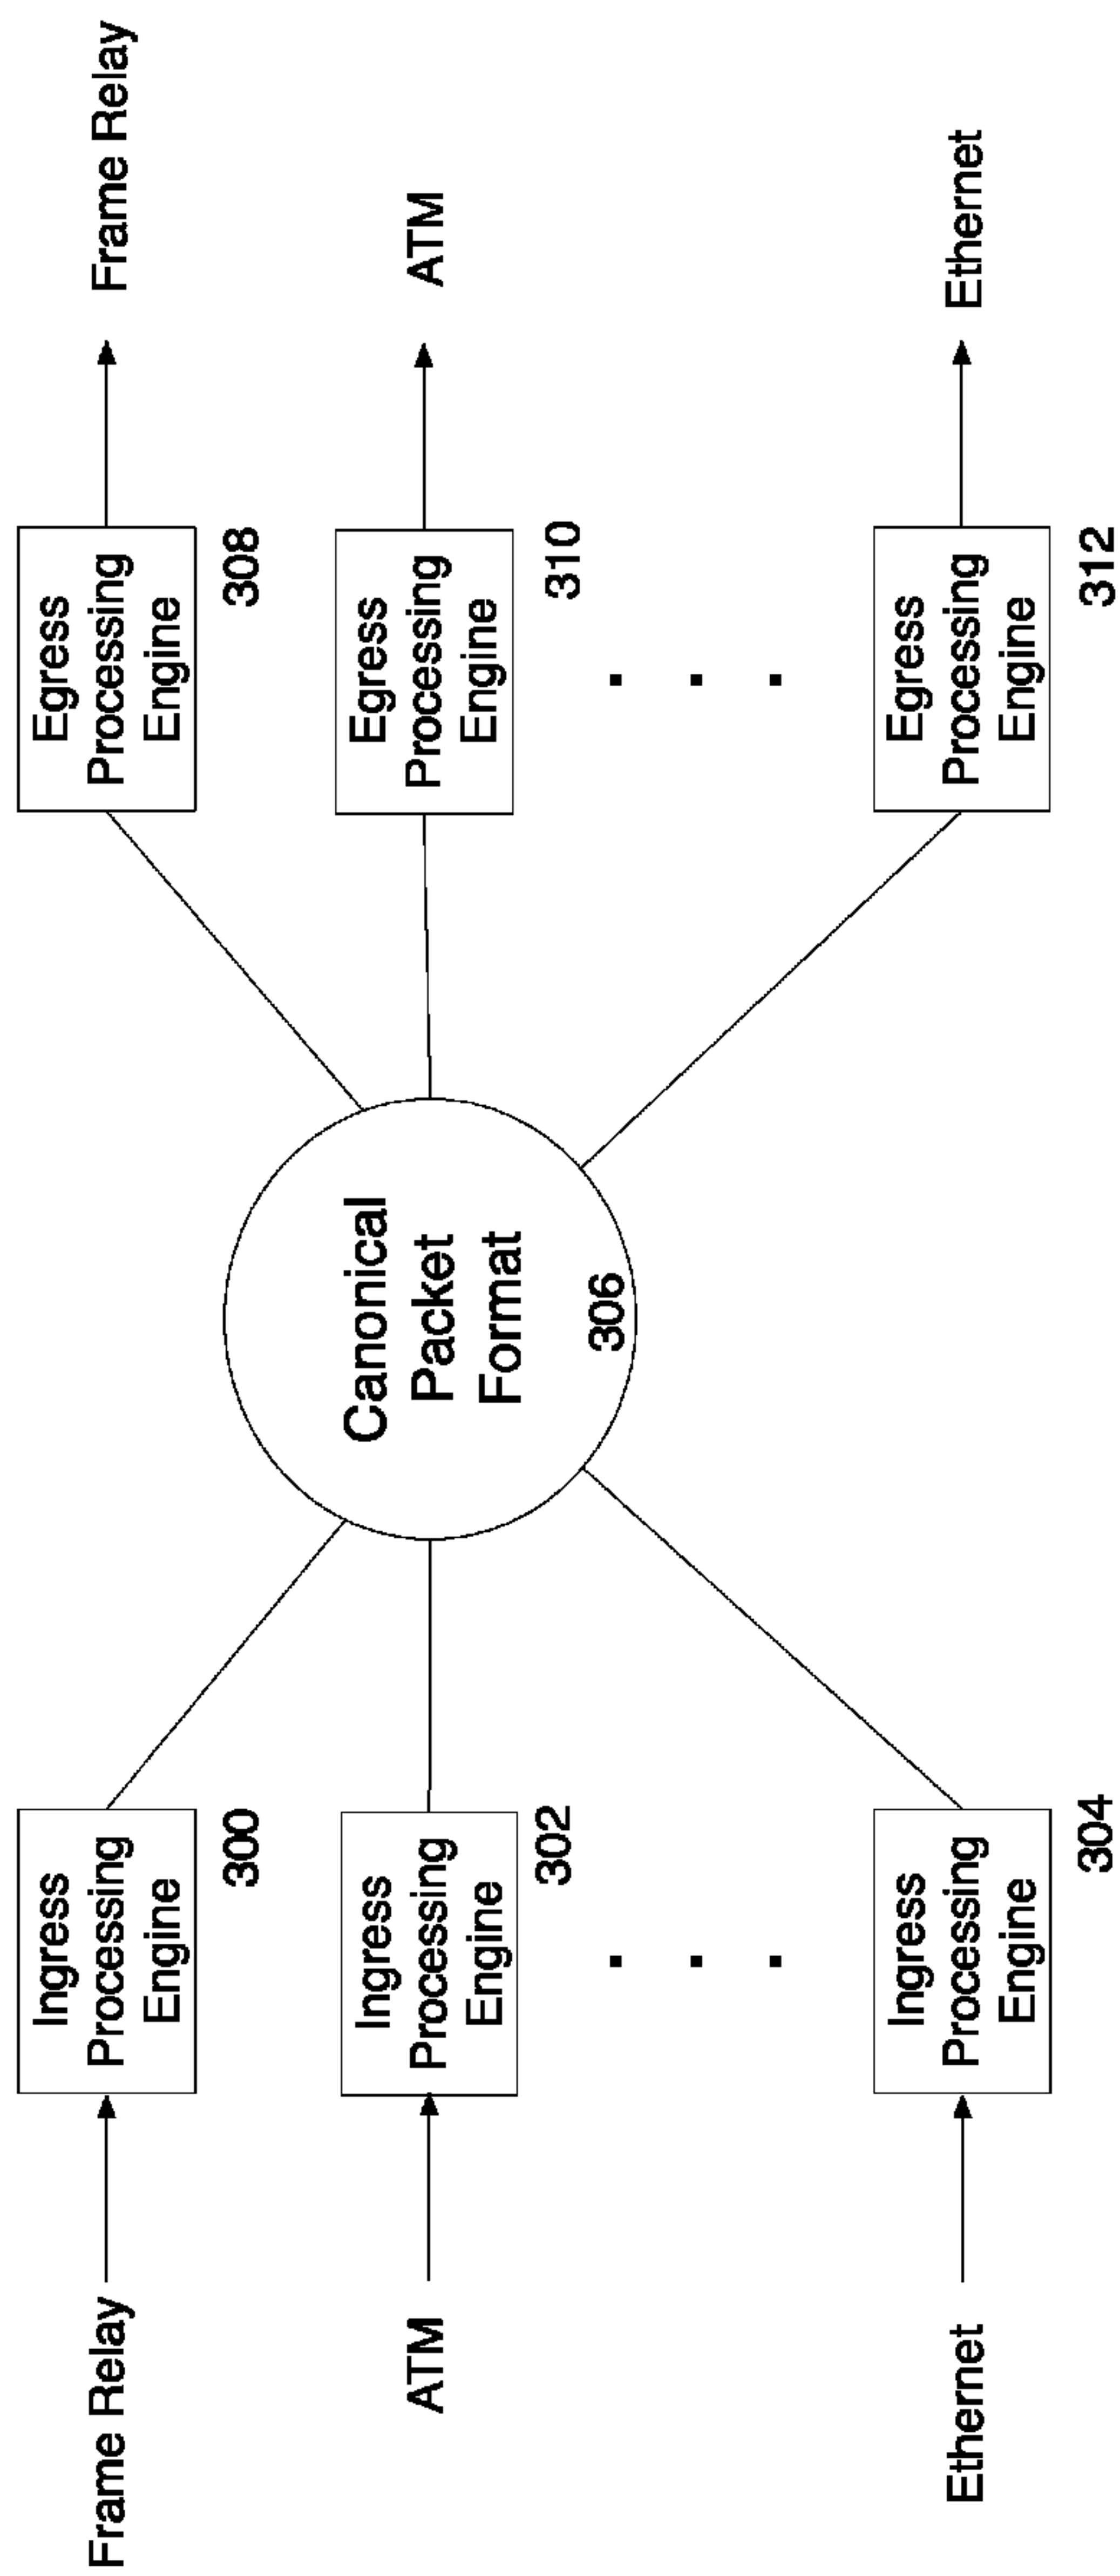 Frame Relay
Ingress
Processing
Engine
300
ATM
Ingress
Processing
Engine
302
Ethernet
Ingress
Processing
Engine
304
Canonical
Packet
Format
306
Egress
Processing
Engine
308
Frame Relay
Egress
Processing
Engine
310
ATM
Egress
Processing
Engine
312
Ethernet